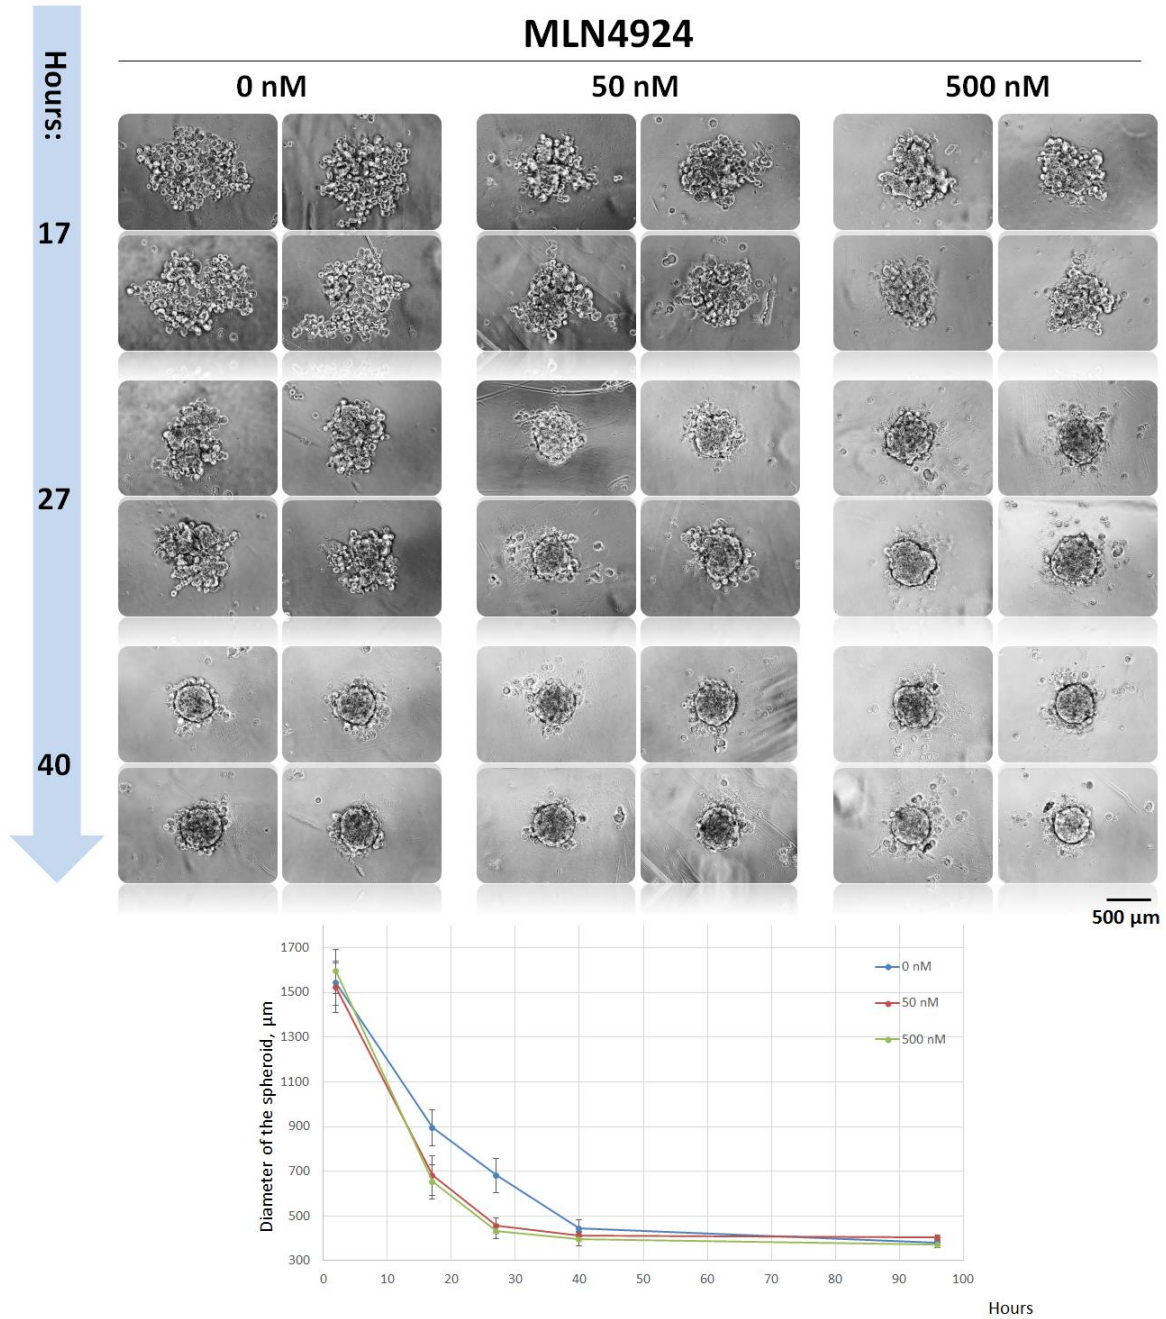 MLN4924
Hours:
0 nM 50 nM 500 nM
17
27
40
500 μm
Diameter of the spheroid, μm
1700
1500
1300
1100
900
700
500
300
0 nM
50 nM
500 nM
0 10 20 30 40 50 60 70 80 90 100
Hours